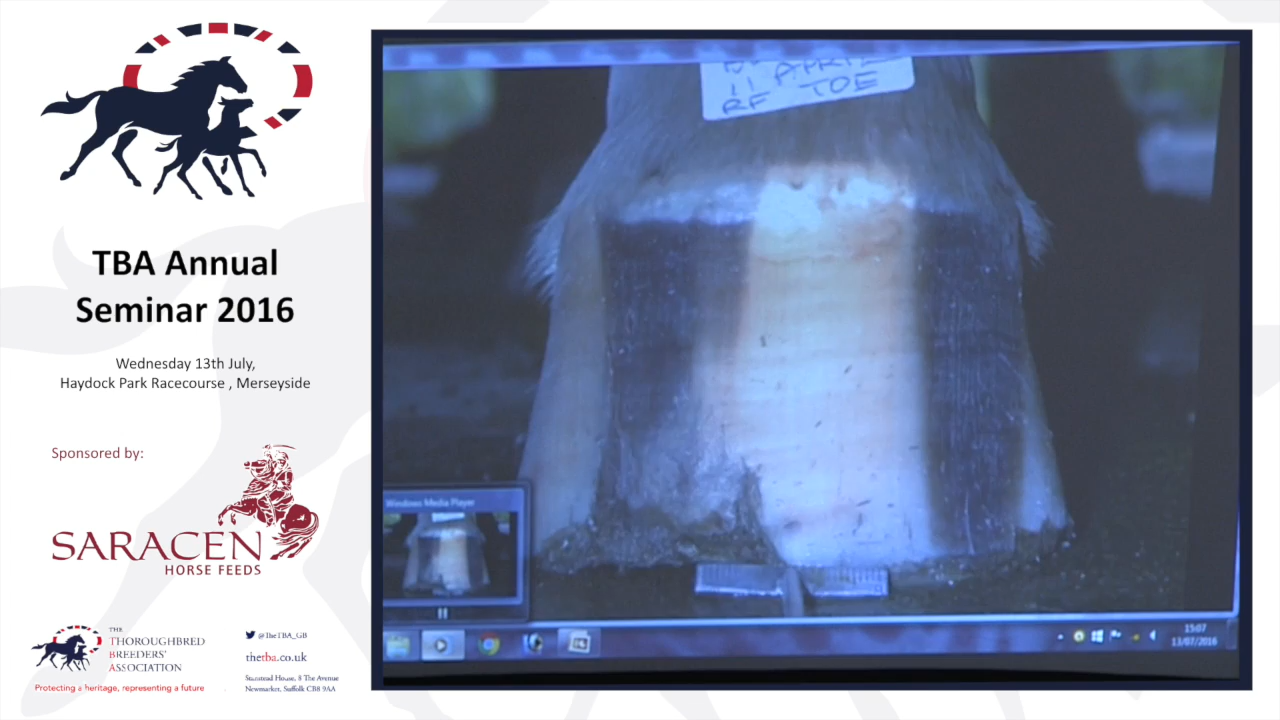 TBA Annual
Seminar 2016
Wednesday 13th July,
Haydock Park Racecourse , Merseyside
Sponsored by:
SARACEN
HORSE FEEDS
THE
THOROUGHBRED
BREEDERS'
ASSOCIATION
Protecting a heritage, representing a future
@TheTBA_GB
thetba.co.uk
Stanstead House, 8 The Avenue
Newmarket, Suffolk CB8 9AA
11 APRIL
RF TOE
Windows Media Player
15:07
13/07/2016